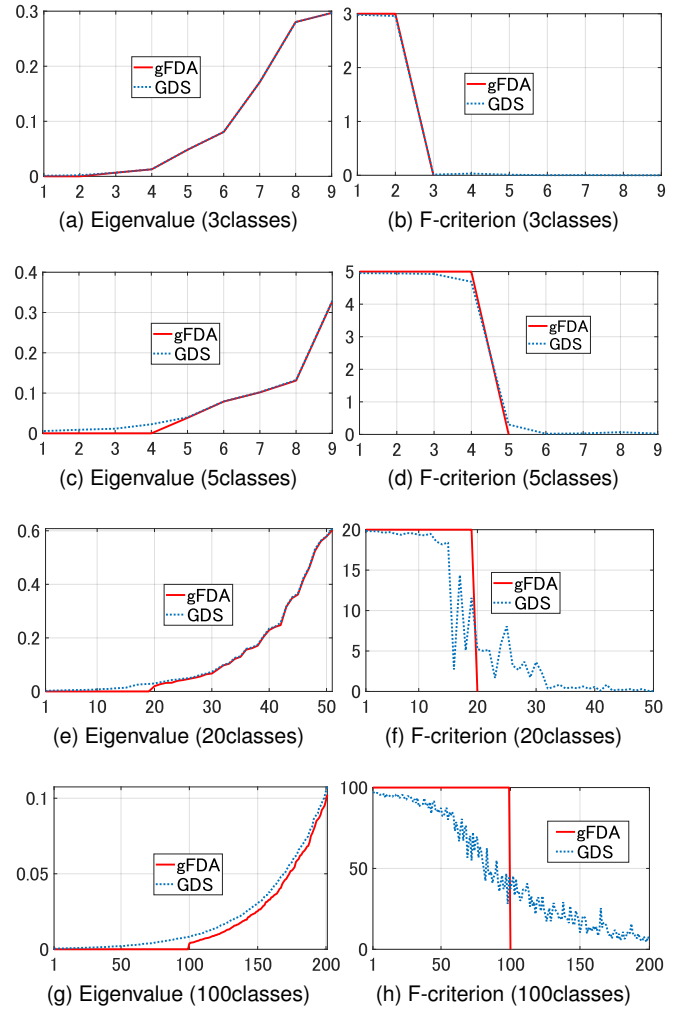 0.3
0.2
0.1
0
1 2 3 4 5 6 7 8 9
gFDA
GDS
(a) Eigenvalue (3classes)
3
2
1
0
1 2 3 4 5 6 7 8 9
gFDA
GDS
(b) F-criterion (3classes)
0.4
0.3
0.2
0.1
0
1 2 3 4 5 6 7 8 9
gFDA
GDS
(c) Eigenvalue (5classes)
5
4
3
2
1
0
1 2 3 4 5 6 7 8 9
gFDA
GDS
(d) F-criterion (5classes)
0.6
0.4
0.2
0
1 10 20 30 40 50
gFDA
GDS
(e) Eigenvalue (20classes)
20
15
10
5
0
1 10 20 30 40 50
gFDA
GDS
(f) F-criterion (20classes)
0.1
0.05
0
1 50 100 150 200
gFDA
GDS
(g) Eigenvalue (100classes)
100
50
0
1 50 100 150 200
gFDA
GDS
(h) F-criterion (100classes)